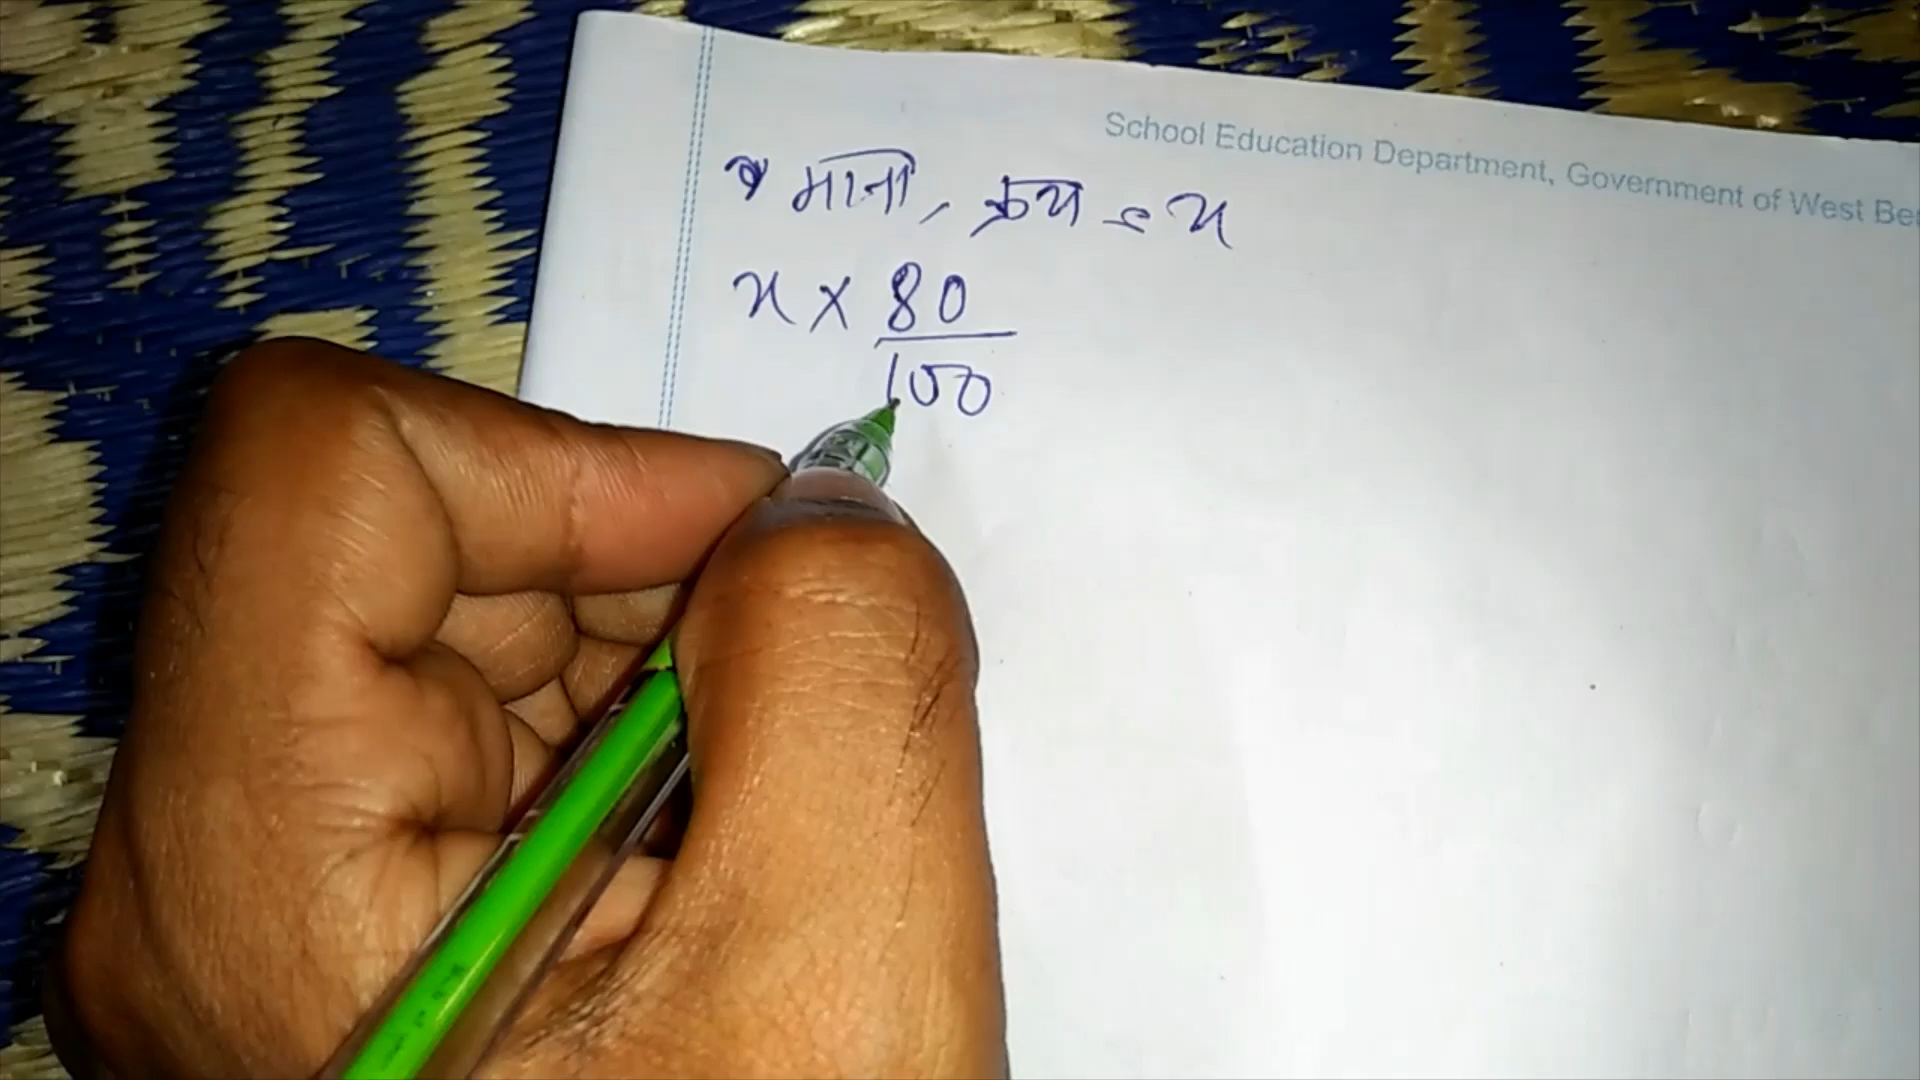 School Education Department, Government of West Be
माना, क्रय = x
x × 80
100